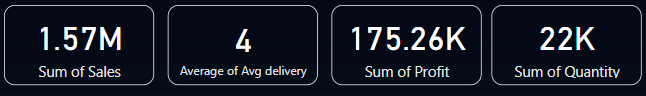 1.57M
Sum of Sales
4
Average of Avg delivery
175.26K
Sum of Profit
22K
Sum of Quantity